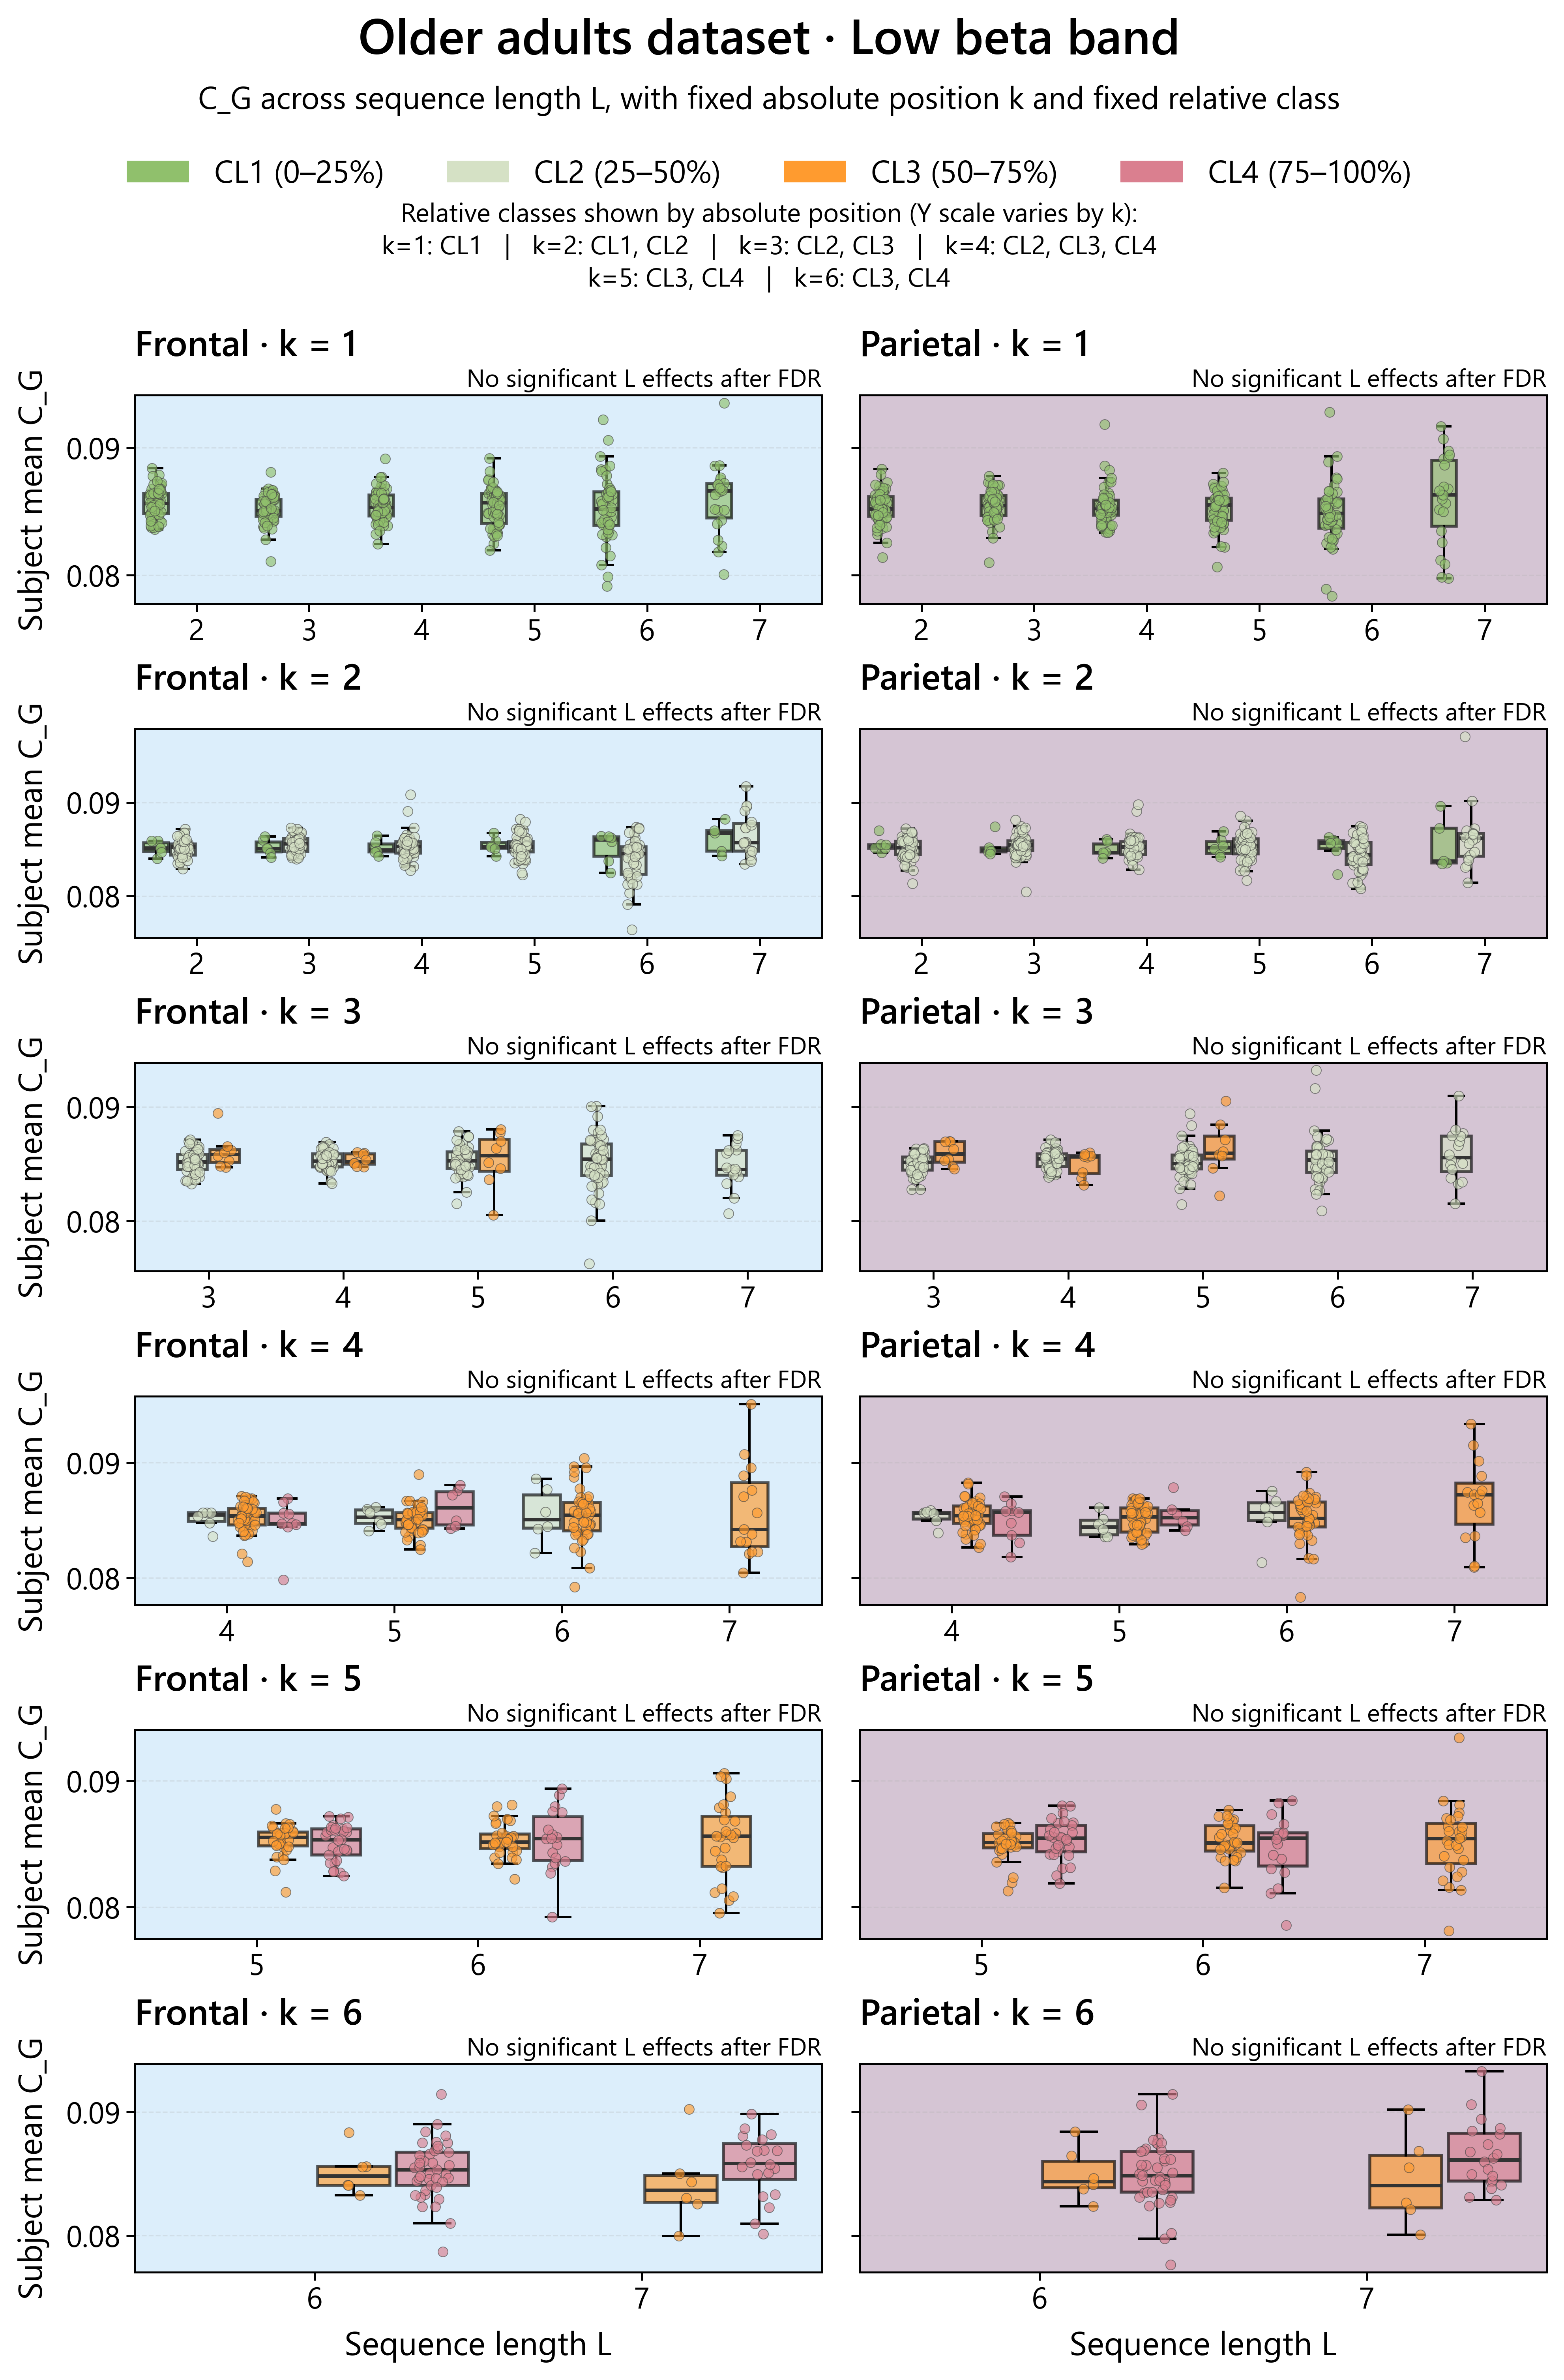 Older adults dataset · Low beta band
C_G across sequence length L, with fixed absolute position k and fixed relative class
CL1 (0–25%) CL2 (25–50%) CL3 (50–75%) CL4 (75–100%)
Relative classes shown by absolute position (Y scale varies by k):
k=1: CL1 | k=2: CL1, CL2 | k=3: CL2, CL3 | k=4: CL2, CL3, CL4
k=5: CL3, CL4 | k=6: CL3, CL4
Frontal · k = 1
No significant L effects after FDR
Subject mean C_G
0.09
0.08
2 3 4 5 6 7
Parietal · k = 1
No significant L effects after FDR
2 3 4 5 6 7
Frontal · k = 2
No significant L effects after FDR
Subject mean C_G
0.09
0.08
2 3 4 5 6 7
Parietal · k = 2
No significant L effects after FDR
2 3 4 5 6 7
Frontal · k = 3
No significant L effects after FDR
Subject mean C_G
0.09
0.08
3 4 5 6 7
Parietal · k = 3
No significant L effects after FDR
3 4 5 6 7
Frontal · k = 4
No significant L effects after FDR
Subject mean C_G
0.09
0.08
4 5 6 7
Parietal · k = 4
No significant L effects after FDR
4 5 6 7
Frontal · k = 5
No significant L effects after FDR
Subject mean C_G
0.09
0.08
5 6 7
Parietal · k = 5
No significant L effects after FDR
5 6 7
Frontal · k = 6
No significant L effects after FDR
Subject mean C_G
0.09
0.08
6 7
Sequence length L
Parietal · k = 6
No significant L effects after FDR
6 7
Sequence length L